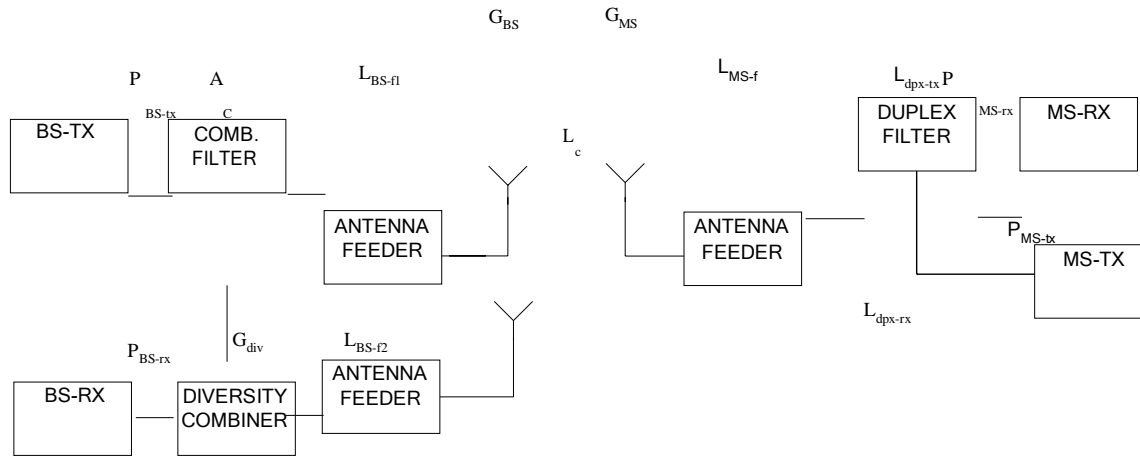 G_BS G_MS
P A L_BS-f1 L_MS-f L_dpx-tx P
BS-tx C MS-rx
BS-TX
COMB.
FILTER
DUPLEX
FILTER
MS-RX
L_c
ANTENNA
FEEDER
ANTENNA
FEEDER
P_MS-tx
MS-TX
L_dpx-rx
P_BS-rx G_div L_BS-f2
BS-RX
DIVERSITY
COMBINER
ANTENNA
FEEDER